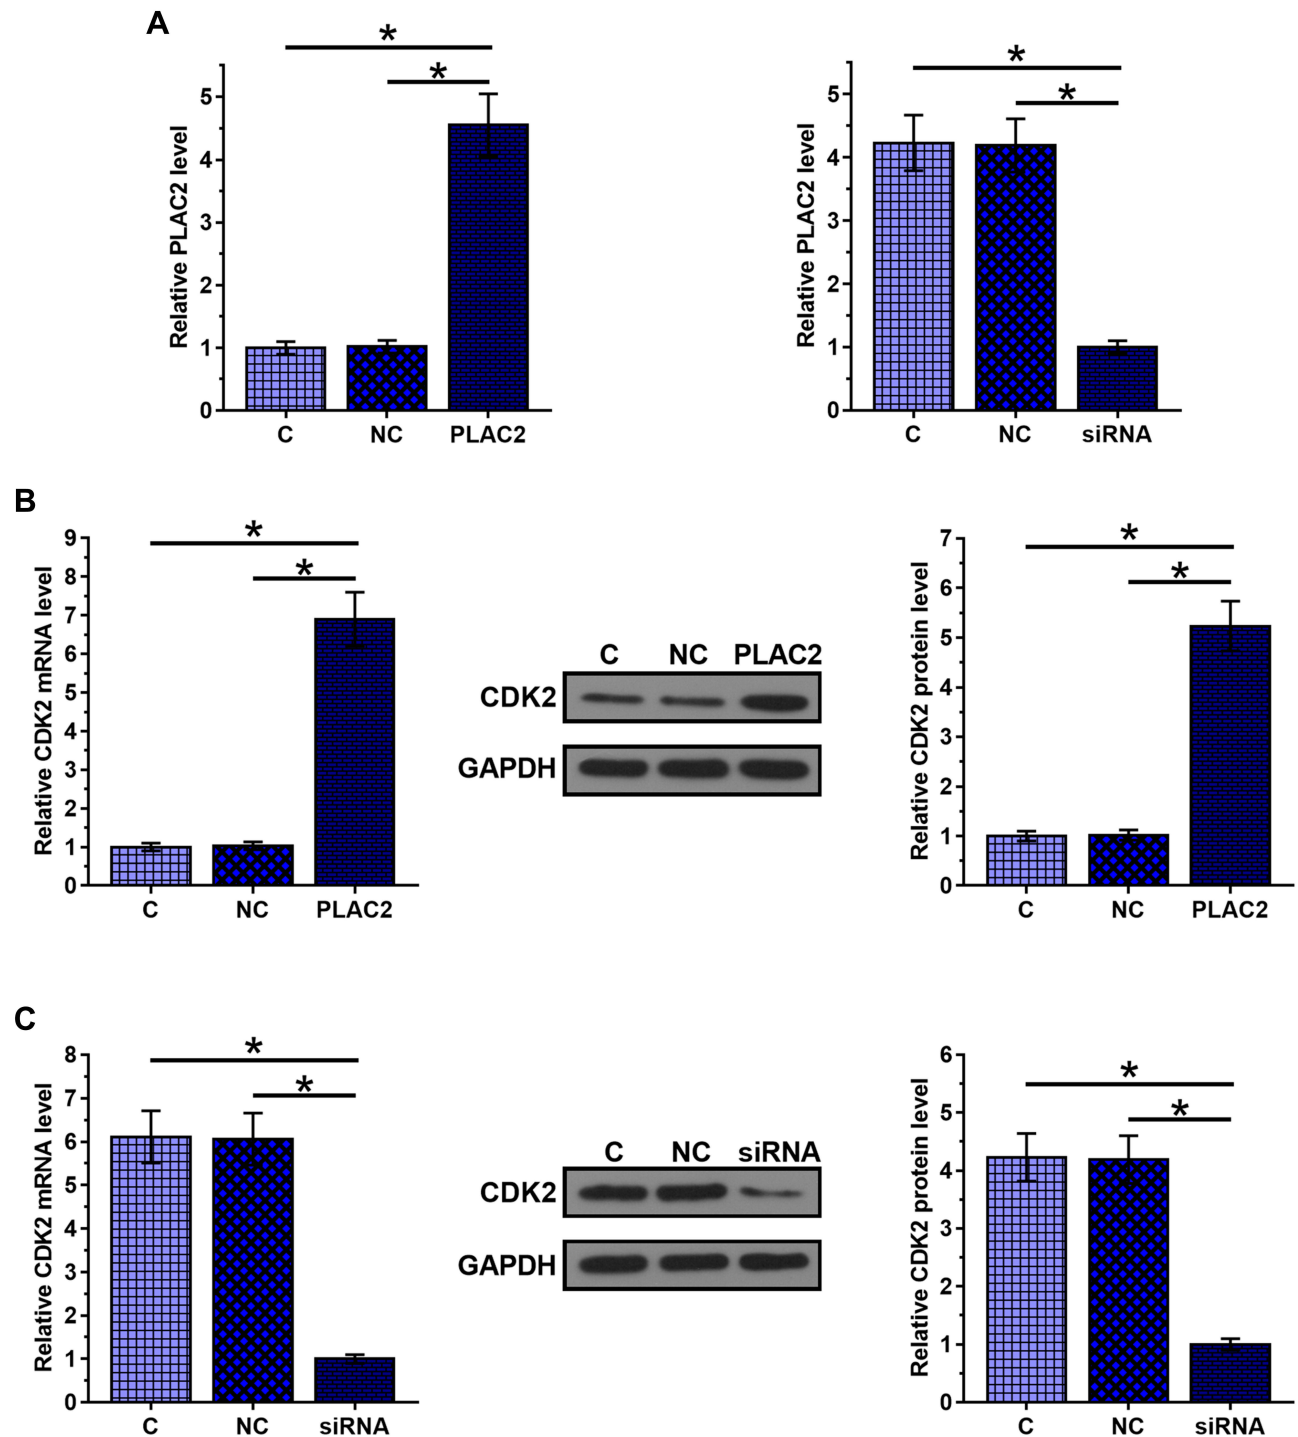 A
*
*
Relative PLAC2 level
5
4
3
2
1
0
C NC PLAC2
*
*
Relative PLAC2 level
5
4
3
2
1
0
C NC siRNA
B
*
*
Relative CDK2 mRNA level
9
8
7
6
5
4
3
2
1
0
C NC PLAC2
C NC PLAC2
CDK2
GAPDH
*
*
Relative CDK2 protein level
7
6
5
4
3
2
1
0
C NC PLAC2
C
*
*
Relative CDK2 mRNA level
8
7
6
5
4
3
2
1
0
C NC siRNA
C NC siRNA
CDK2
GAPDH
*
*
Relative CDK2 protein level
6
5
4
3
2
1
0
C NC siRNA